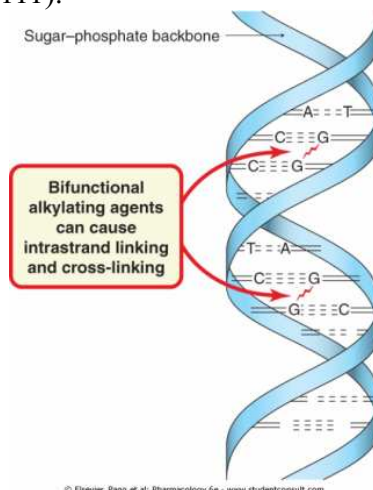 111).
Sugar–phosphate backbone
A T
C G
C G
Bifunctional
alkylating agents
can cause
intrastrand linking
and cross-linking
T A
C G
G C
© Elsevier. Rang et al: Pharmacology 6e - www.studentconsult.com